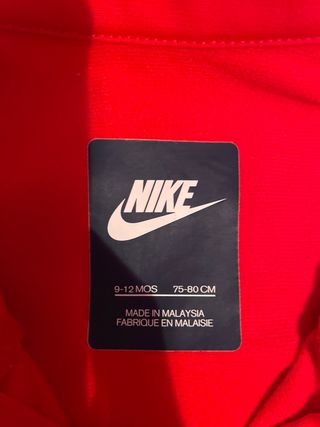 NIKE
9-12 MOS 75-80 CM
MADE IN MALAYSIA
FABRIQUE EN MALAISIE